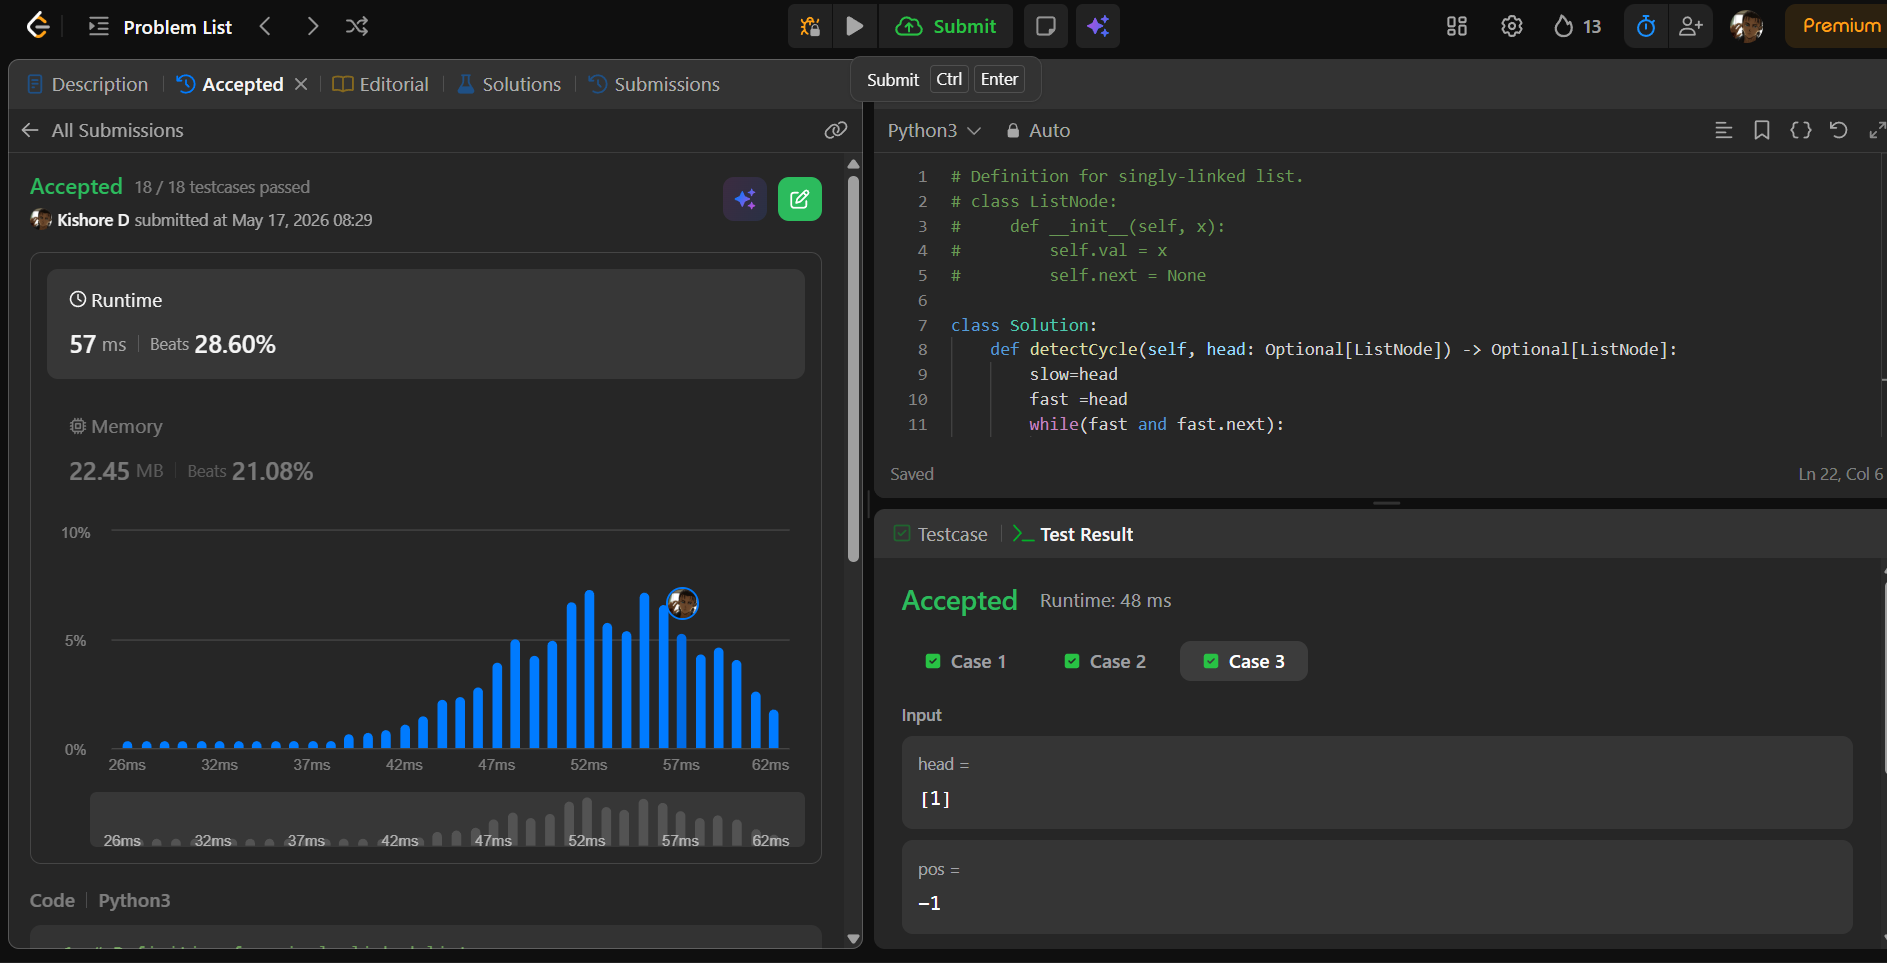 Problem List
Submit
13
Premium
Description
Accepted
Editorial
Solutions
Submissions
Submit Ctrl Enter
All Submissions
Accepted 18 / 18 testcases passed
Kishore D submitted at May 17, 2026 08:29
Runtime
57 ms Beats 28.60%
Memory
22.45 MB Beats 21.08%
10%
5%
0%
26ms 32ms 37ms 42ms 47ms 52ms 57ms 62ms
26ms 32ms 37ms 42ms 47ms 52ms 57ms 62ms
Code Python3
Python3 Auto
1 # Definition for singly-linked list.
2 # class ListNode:
3 #     def __init__(self, x):
4 #         self.val = x
5 #         self.next = None
6
7 class Solution:
8     def detectCycle(self, head: Optional[ListNode]) -> Optional[ListNode]:
9         slow=head
10         fast =head
11         while(fast and fast.next):
Saved
Ln 22, Col 6
Testcase
Test Result
Accepted Runtime: 48 ms
Case 1 Case 2 Case 3
Input
head =
[1]
pos =
-1